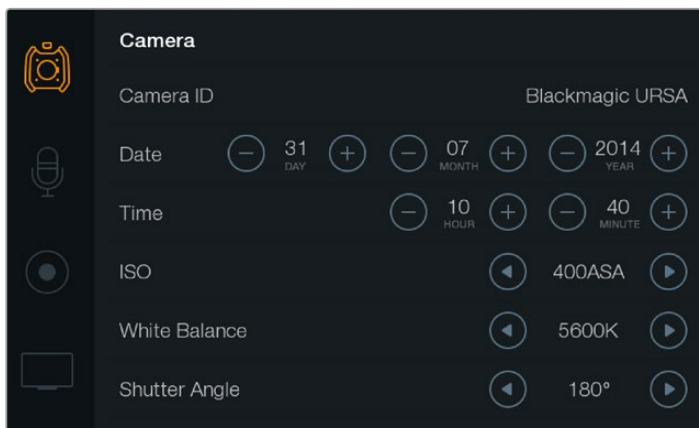 Camera
Camera ID Blackmagic URSA
Date 31 07 2014
DAY MONTH YEAR
Time 10 40
HOUR MINUTE
ISO 400ASA
White Balance 5600K
Shutter Angle 180°